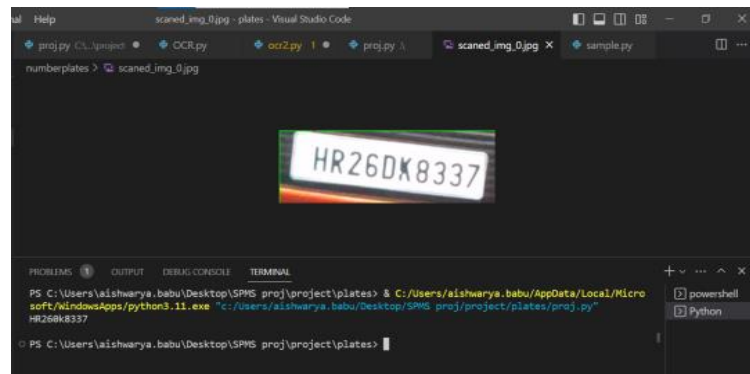 Help scaned_img_0.jpg - plates - Visual Studio Code
proj.py C:\...\project OCR.py ocr2.py 1 proj.py scaned_img_0.jpg sample.py
numberplates > scaned_img_0.jpg
HR26DK8337
PROBLEMS 1 OUTPUT DEBUG CONSOLE TERMINAL
PS C:\Users\aishwarya.babu\Desktop\SPMS proj\project\plates> & C:/Users/aishwarya.babu/AppData/Local/Micro
soft/WindowsApps/python3.11.exe "c:/Users/aishwarya.babu/Desktop/SPMS proj/project/plates/proj.py"
HR260k8337
PS C:\Users\aishwarya.babu\Desktop\SPMS proj\project\plates>
powershell
Python